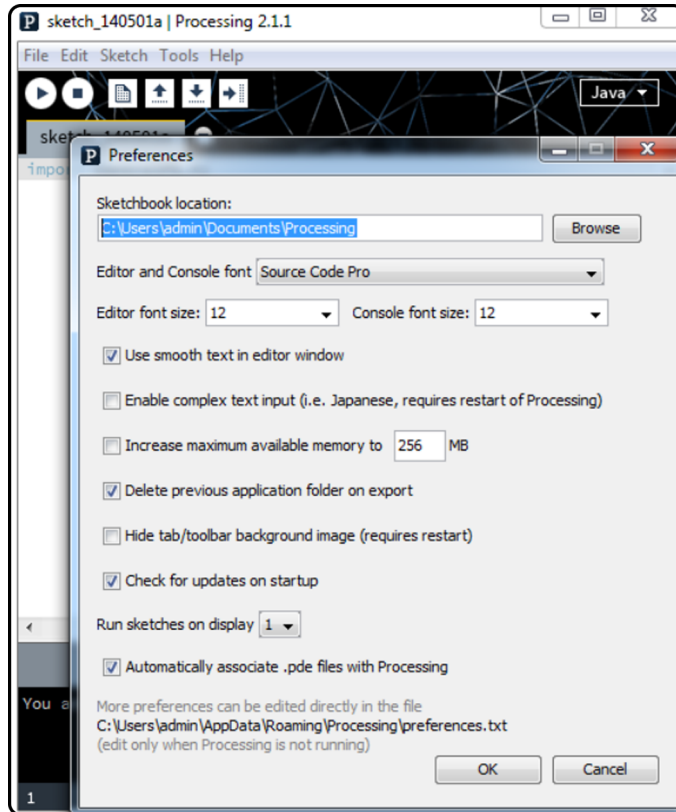 P sketch_140501a | Processing 2.1.1
File Edit Sketch Tools Help
Java
sketch_140501a
P Preferences
Sketchbook location:
C:\Users\admin\Documents\Processing
Browse
Editor and Console font Source Code Pro
Editor font size: 12 Console font size: 12
Use smooth text in editor window
Enable complex text input (i.e. Japanese, requires restart of Processing)
Increase maximum available memory to 256 MB
Delete previous application folder on export
Hide tab/toolbar background image (requires restart)
Check for updates on startup
Run sketches on display 1
Automatically associate .pde files with Processing
You a
More preferences can be edited directly in the file
C:\Users\admin\AppData\Roaming\Processing\preferences.txt
(edit only when Processing is not running)
OK Cancel
1